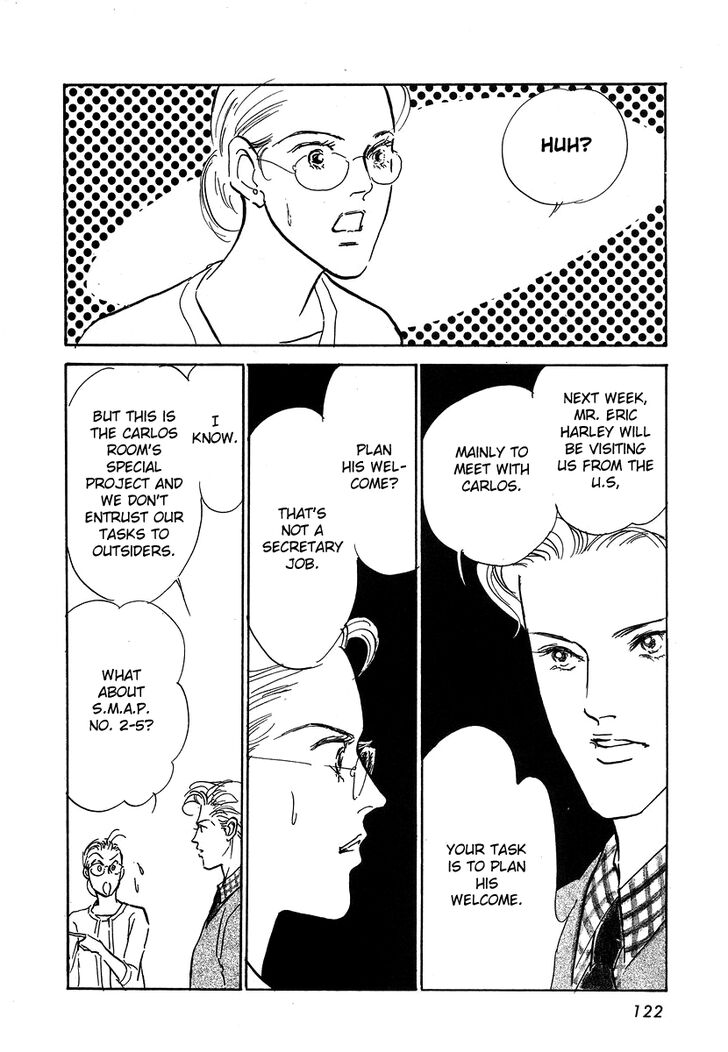 HUH?
NEXT WEEK,
MR. ERIC
HARLEY WILL
BE VISITING
US FROM THE
U.S,
MAINLY TO
MEET WITH
CARLOS.
YOUR TASK
IS TO PLAN
HIS
WELCOME.
PLAN
HIS WEL-
COME?
THAT'S
NOT A
SECRETARY
JOB.
I
KNOW.
BUT THIS IS
THE CARLOS
ROOM'S
SPECIAL
PROJECT AND
WE DON'T
ENTRUST OUR
TASKS TO
OUTSIDERS.
WHAT
ABOUT
S.M.A.P.
NO. 2-5?
122